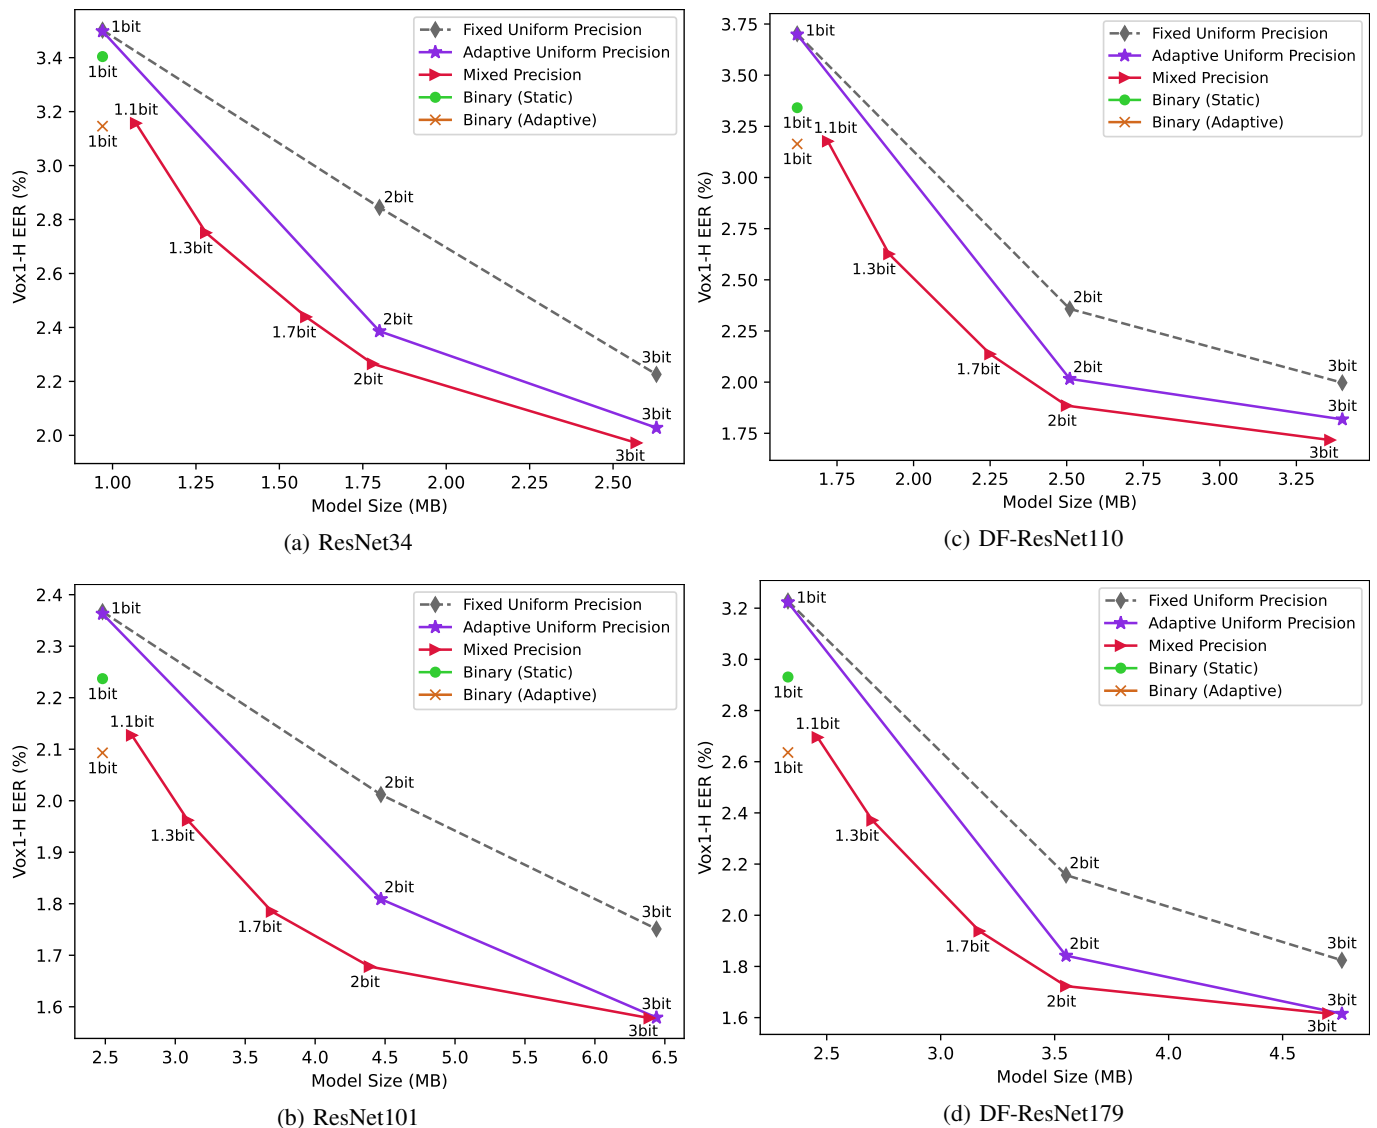 1bit
1bit
1bit
1.1bit
1.3bit
1.7bit
2bit
3bit
2bit
3bit
2bit
3bit
Fixed Uniform Precision
Adaptive Uniform Precision
Mixed Precision
Binary (Static)
Binary (Adaptive)
3.4
3.2
3.0
2.8
2.6
2.4
2.2
2.0
Vox1-H EER (%)
1.00 1.25 1.50 1.75 2.00 2.25 2.50
Model Size (MB)
(a) ResNet34
1bit
1bit
1bit
1.1bit
1.3bit
1.7bit
2bit
3bit
2bit
3bit
2bit
3bit
Fixed Uniform Precision
Adaptive Uniform Precision
Mixed Precision
Binary (Static)
Binary (Adaptive)
3.75
3.50
3.25
3.00
2.75
2.50
2.25
2.00
1.75
Vox1-H EER (%)
1.75 2.00 2.25 2.50 2.75 3.00 3.25
Model Size (MB)
(c) DF-ResNet110
1bit
1bit
1bit
1.1bit
1.3bit
1.7bit
2bit
3bit
2bit
3bit
2bit
3bit
Fixed Uniform Precision
Adaptive Uniform Precision
Mixed Precision
Binary (Static)
Binary (Adaptive)
2.4
2.3
2.2
2.1
2.0
1.9
1.8
1.7
1.6
Vox1-H EER (%)
2.5 3.0 3.5 4.0 4.5 5.0 5.5 6.0 6.5
Model Size (MB)
(b) ResNet101
1bit
1bit
1bit
1.1bit
1.3bit
1.7bit
2bit
3bit
2bit
3bit
2bit
3bit
Fixed Uniform Precision
Adaptive Uniform Precision
Mixed Precision
Binary (Static)
Binary (Adaptive)
3.2
3.0
2.8
2.6
2.4
2.2
2.0
1.8
1.6
Vox1-H EER (%)
2.5 3.0 3.5 4.0 4.5
Model Size (MB)
(d) DF-ResNet179